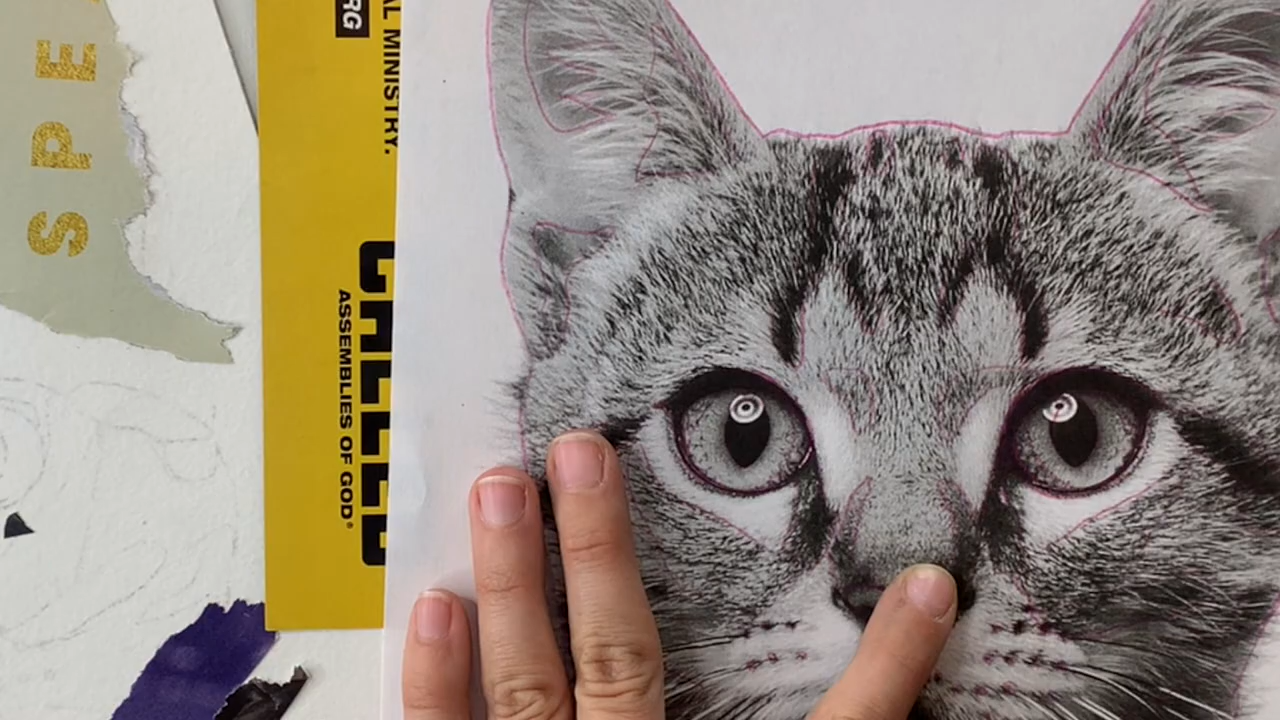 SPE
RG
AL MINISTRY.
CALLED
ASSEMBLIES OF GOD®